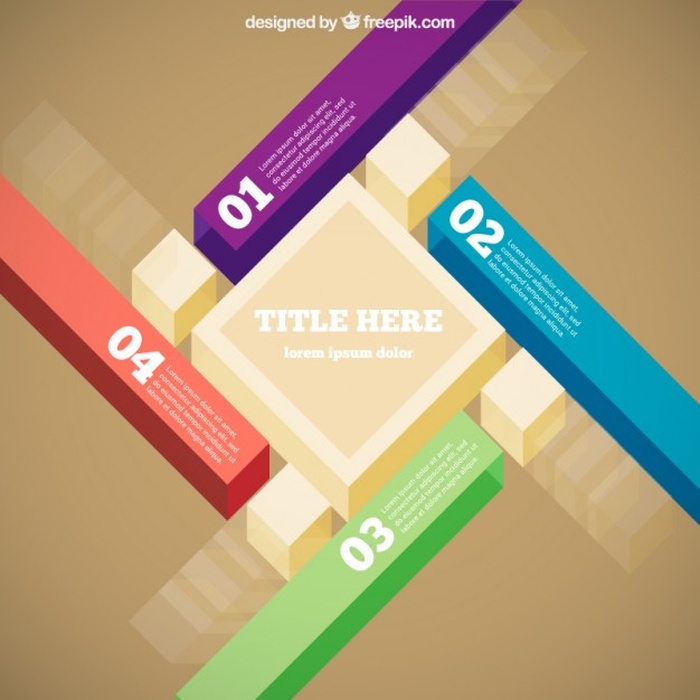 designed by freepik.com
01
Lorem ipsum dolor sit amet,
consectetur adipiscing elit, sed
do eiusmod tempor incididunt ut
labore et dolore magna aliqua.
02
Lorem ipsum dolor sit amet,
consectetur adipiscing elit, sed
do eiusmod tempor incididunt ut
labore et dolore magna aliqua.
TITLE HERE
lorem ipsum dolor
04
Lorem ipsum dolor sit amet,
consectetur adipiscing elit, sed
do eiusmod tempor incididunt ut
labore et dolore magna aliqua.
03
Lorem ipsum dolor sit amet,
consectetur adipiscing elit, sed
do eiusmod tempor incididunt ut
labore et dolore magna aliqua.